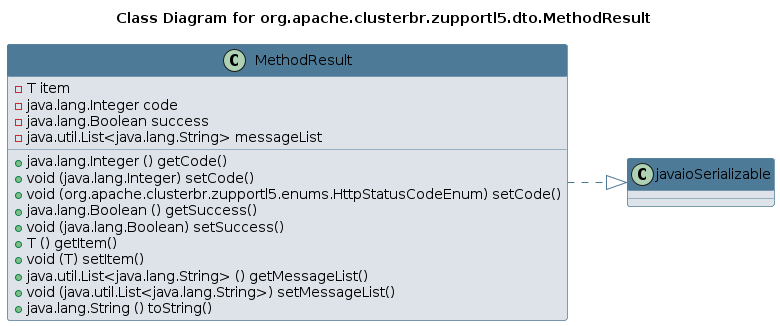 Class Diagram for org.apache.clusterbr.zupportl5.dto.MethodResult
C MethodResult
T item
java.lang.Integer code
java.lang.Boolean success
java.util.List<java.lang.String> messageList
java.lang.Integer () getCode()
void (java.lang.Integer) setCode()
void (org.apache.clusterbr.zupportl5.enums.HttpStatusCodeEnum) setCode()
java.lang.Boolean () getSuccess()
void (java.lang.Boolean) setSuccess()
T () getItem()
void (T) setItem()
java.util.List<java.lang.String> () getMessageList()
void (java.util.List<java.lang.String>) setMessageList()
java.lang.String () toString()
C javaioSerializable